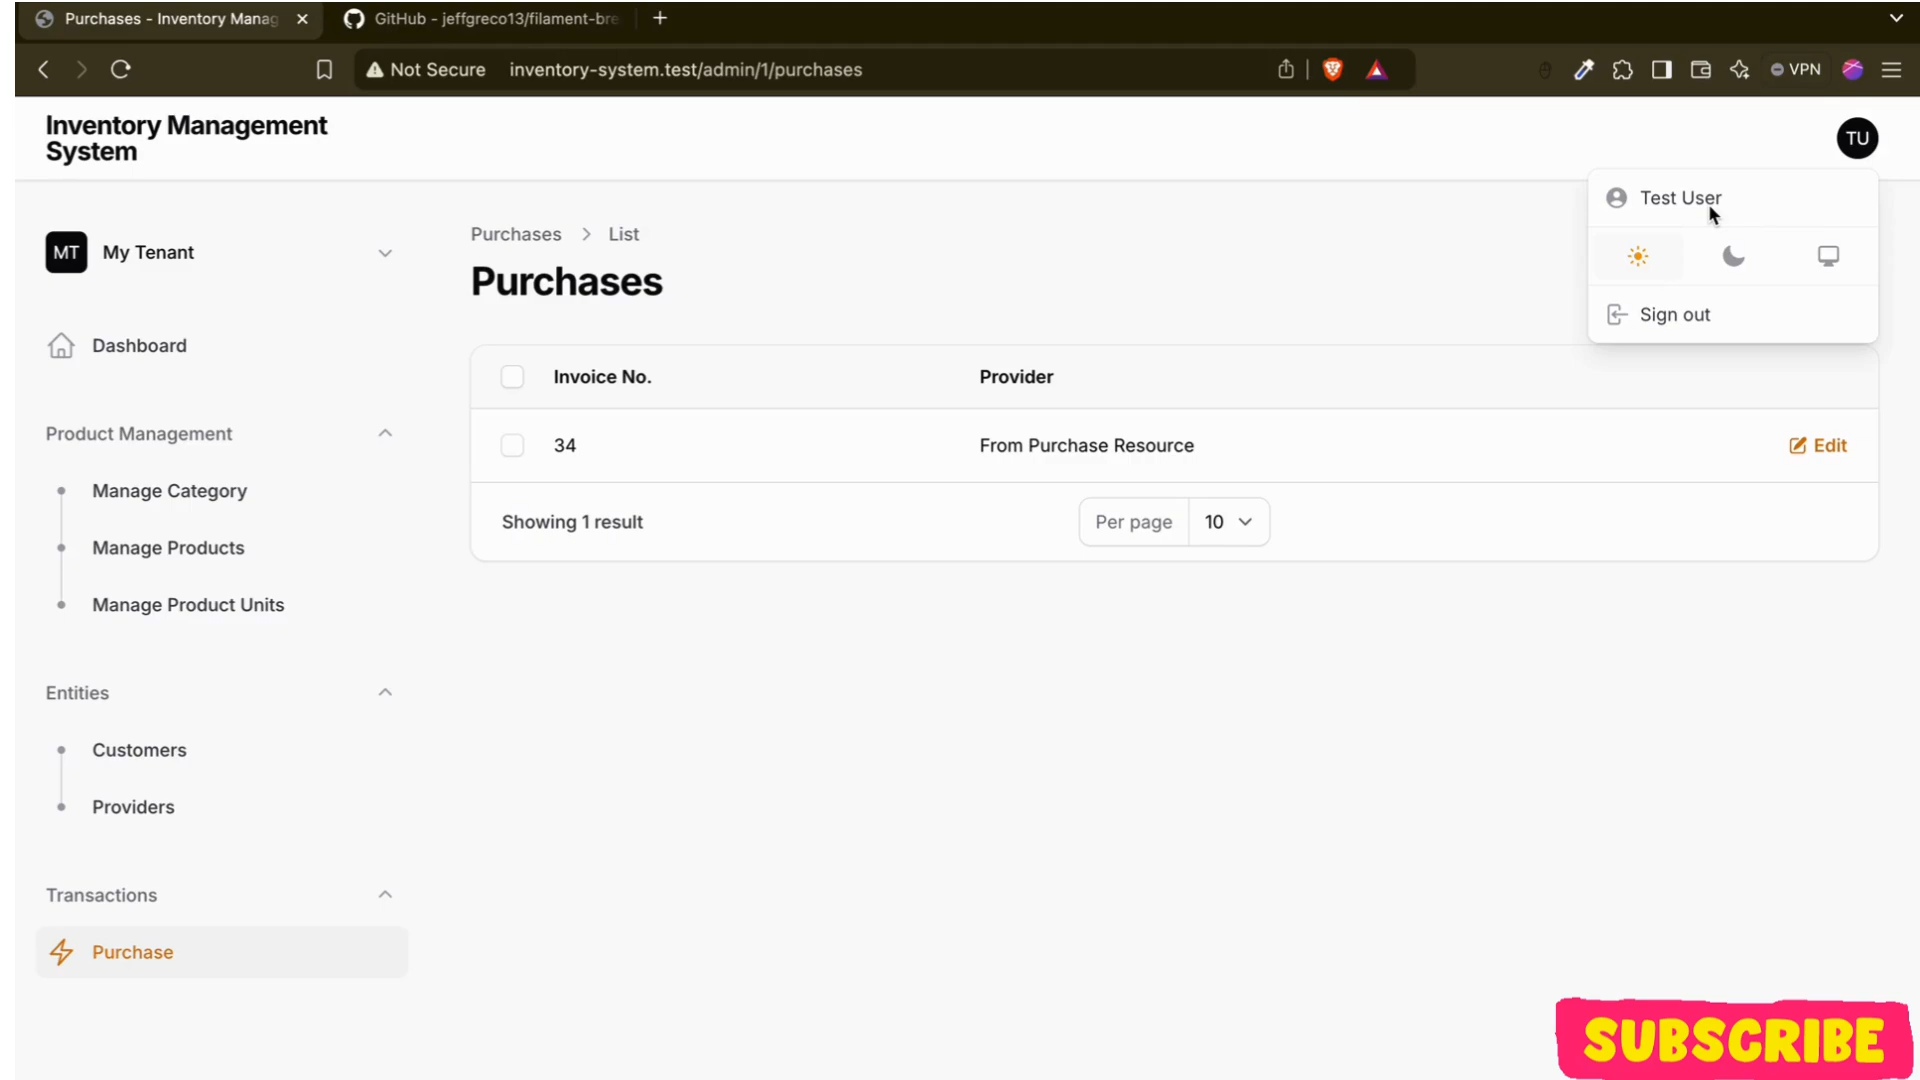 Purchases - Inventory Manag
GitHub - jeffgreco13/filament-bre
Not Secure
inventory-system.test/admin/1/purchases
VPN
Inventory Management
System
TU
Test User
Sign out
MT
My Tenant
Dashboard
Product Management
Manage Category
Manage Products
Manage Product Units
Entities
Customers
Providers
Transactions
Purchase
Purchases > List
Purchases
Invoice No.
Provider
34
From Purchase Resource
Edit
Showing 1 result
Per page
10
SUBSCRIBE